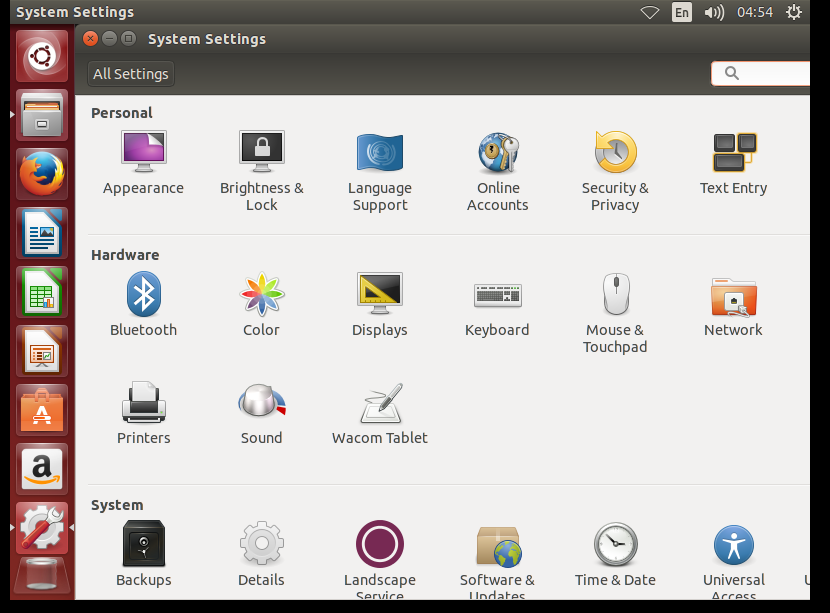 System Settings
En
04:54
System Settings
All Settings
Personal
Appearance
Brightness &
Lock
Language
Support
Online
Accounts
Security &
Privacy
Text Entry
Hardware
Bluetooth
Color
Displays
Keyboard
Mouse &
Touchpad
Network
Printers
Sound
Wacom Tablet
System
Backups
Details
Landscape
Service
Software &
Updates
Time & Date
Universal
Access